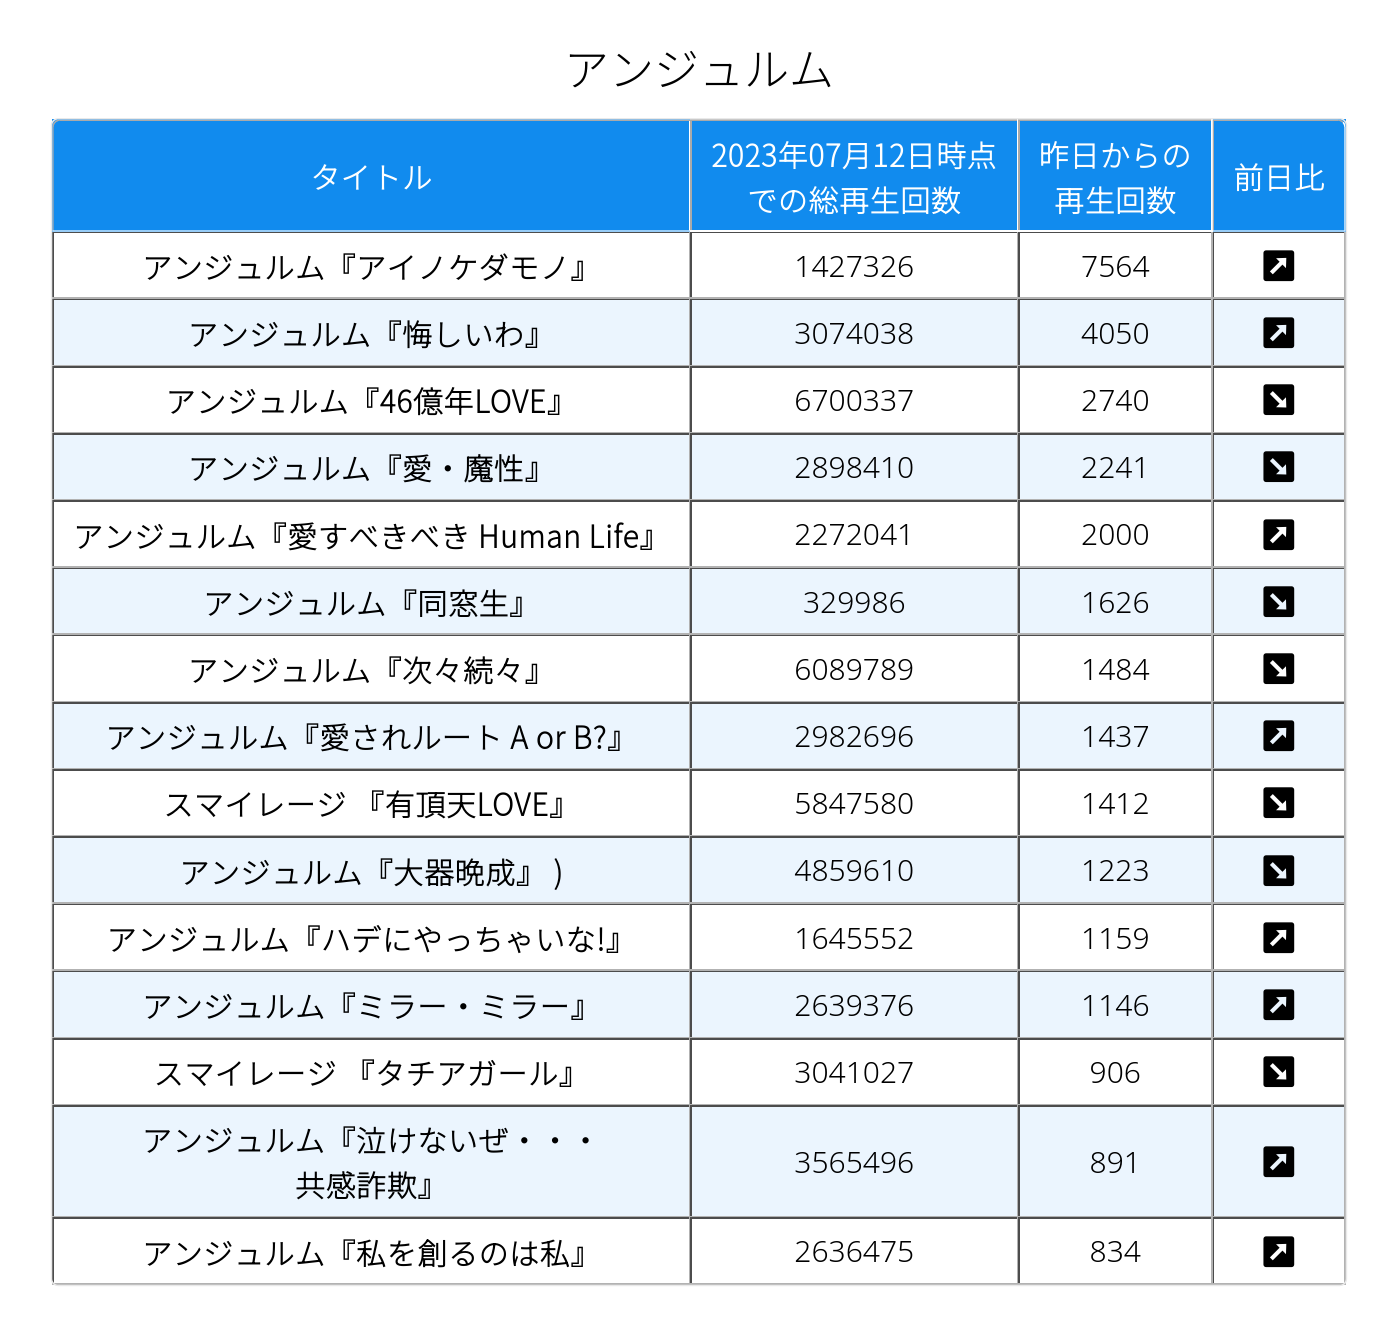 アンジュルム
タイトル
2023年07月12日時点
での総再生回数
昨日からの
再生回数
前日比
アンジュルム『アイノケダモノ』 1427326 7564
アンジュルム『悔しいわ』 3074038 4050
アンジュルム『46億年LOVE』 6700337 2740
アンジュルム『愛・魔性』 2898410 2241
アンジュルム『愛すべきべき Human Life』 2272041 2000
アンジュルム『同窓生』 329986 1626
アンジュルム『次々続々』 6089789 1484
アンジュルム『愛されルート A or B?』 2982696 1437
スマイレージ 『有頂天LOVE』 5847580 1412
アンジュルム『大器晩成』 ) 4859610 1223
アンジュルム『ハデにやっちゃいな!』 1645552 1159
アンジュルム『ミラー・ミラー』 2639376 1146
スマイレージ 『タチアガール』 3041027 906
アンジュルム『泣けないぜ・・・
共感詐欺』 3565496 891
アンジュルム『私を創るのは私』 2636475 834